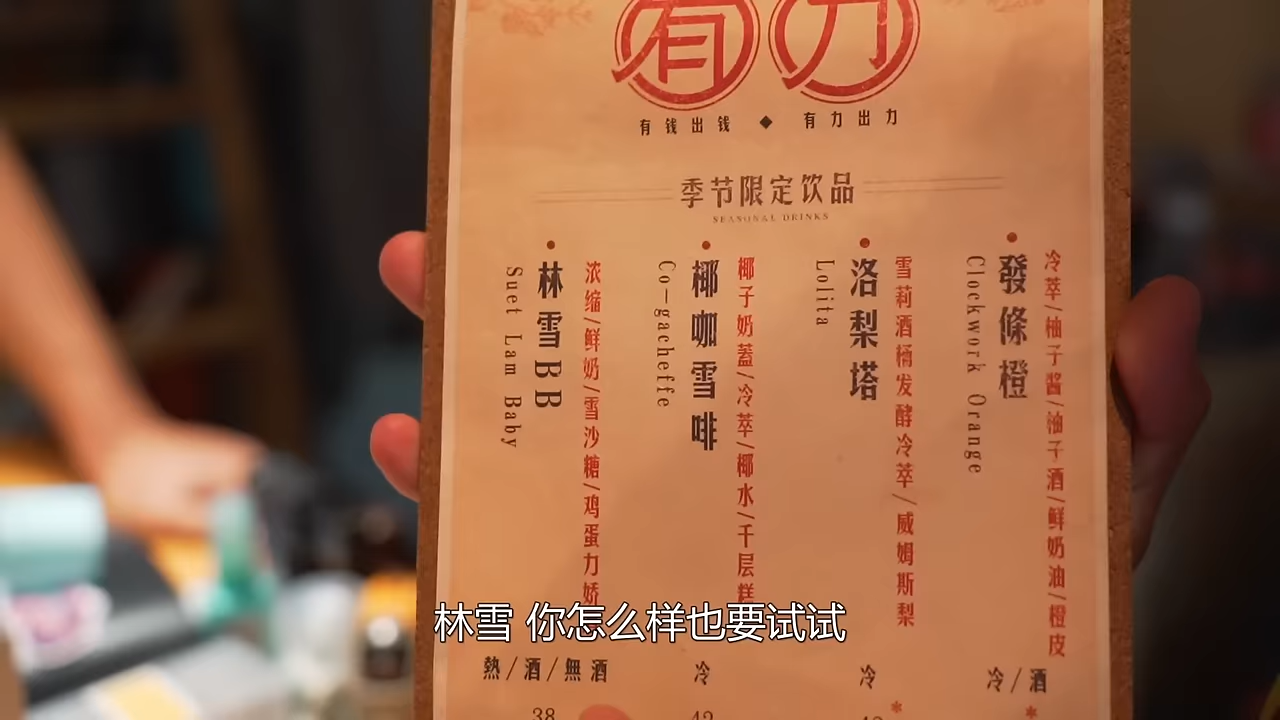 有力
有钱出钱 ◆ 有力出力
季节限定饮品
SEASONAL DRINKS
冷萃/柚子酱/油子酒/鲜奶油/橙皮
發條橙
Clockwork Orange
冷/酒
雪莉酒桶发酵冷萃/威姆斯梨
洛梨塔
Lolita
冷
椰子奶蓋/冷萃/椰水/千层糕
椰咖雪啡
Co-gacheffe
冷
42
浓缩/鲜奶/雪沙糖/鸡蛋力娇
林雪BB
Suet Lam Baby
熱/酒/無酒
38
林雪 你怎么样也要试试